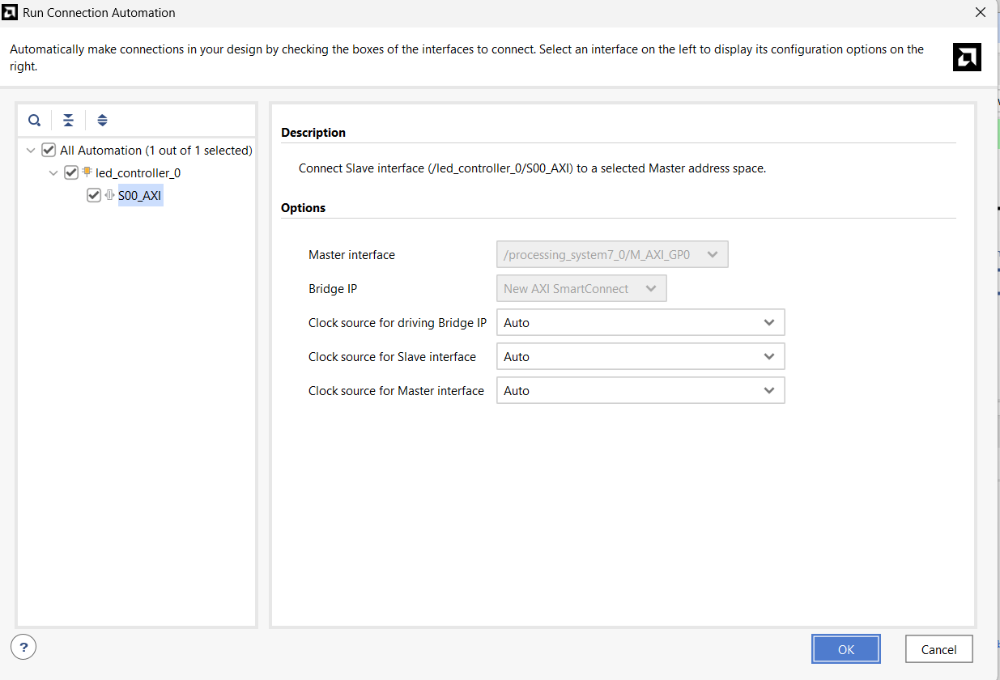 Run Connection Automation
Automatically make connections in your design by checking the boxes of the interfaces to connect. Select an interface on the left to display its configuration options on the
right.
All Automation (1 out of 1 selected)
led_controller_0
S00_AXI
Description
Connect Slave interface (/led_controller_0/S00_AXI) to a selected Master address space.
Options
Master interface /processing_system7_0/M_AXI_GP0
Bridge IP New AXI SmartConnect
Clock source for driving Bridge IP Auto
Clock source for Slave interface Auto
Clock source for Master interface Auto
?
OK Cancel